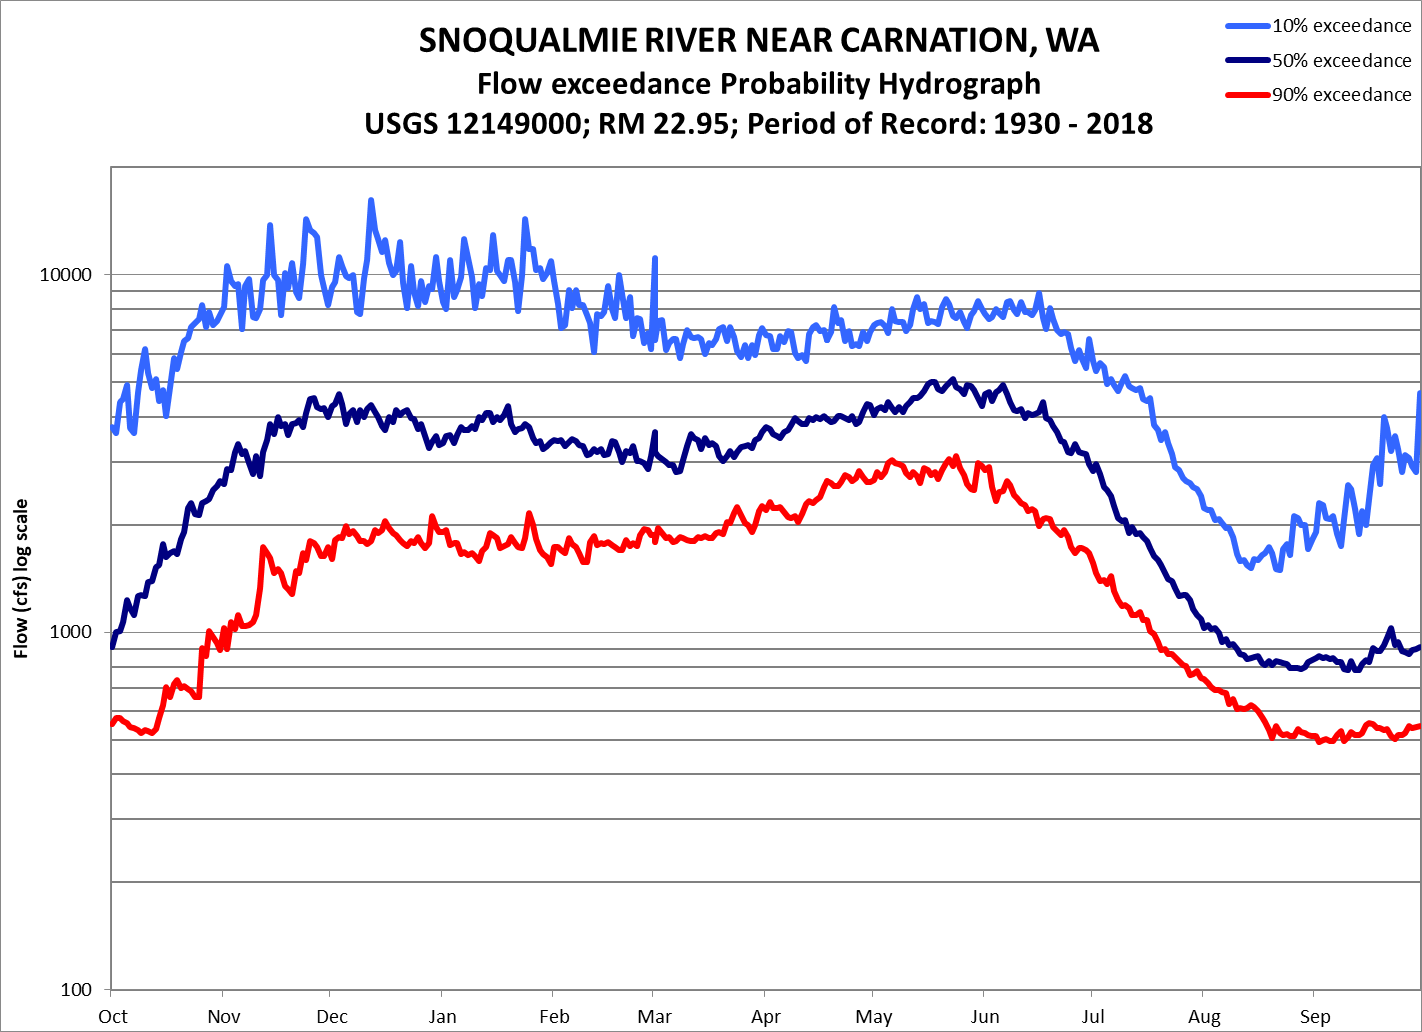 SNOQUALMIE RIVER NEAR CARNATION, WA
Flow exceedance Probability Hydrograph
USGS 12149000; RM 22.95; Period of Record: 1930 - 2018
10% exceedance
50% exceedance
90% exceedance
Flow (cfs) log scale
10000
1000
100
Oct
Nov
Dec
Jan
Feb
Mar
Apr
May
Jun
Jul
Aug
Sep